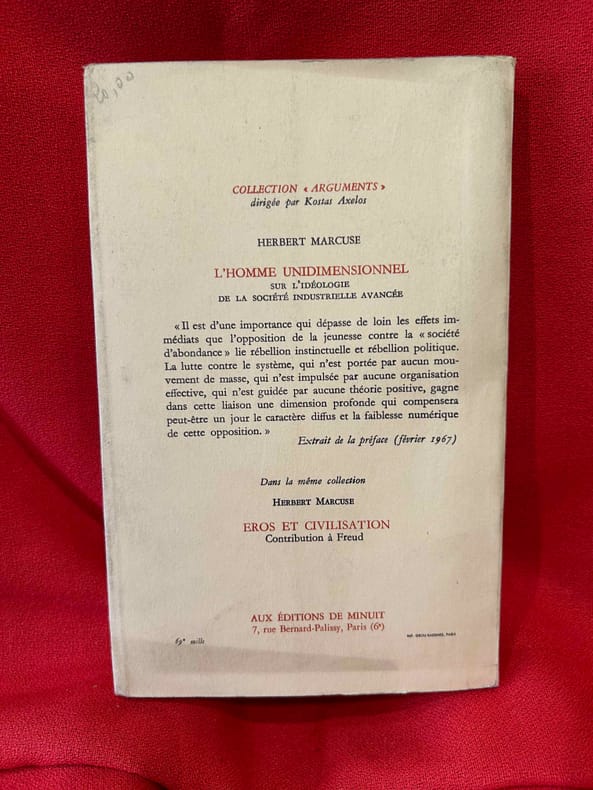 20,00
COLLECTION « ARGUMENTS »
dirigée par Kostas Axelos
HERBERT MARCUSE
L'HOMME UNIDIMENSIONNEL
SUR L'IDÉOLOGIE
DE LA SOCIÉTÉ INDUSTRIELLE AVANCÉE
« Il est d'une importance qui dépasse de loin les effets im-
médiats que l'opposition de la jeunesse contre la « société
d'abondance » lie rébellion instinctuelle et rébellion politique.
La lutte contre le système, qui n'est portée par aucun mou-
vement de masse, qui n'est impulsée par aucune organisation
effective, qui n'est guidée par aucune théorie positive, gagne
dans cette liaison une dimension profonde qui compensera
peut-être un jour le caractère diffus et la faiblesse numérique
de cette opposition. »
Extrait de la préface (février 1967)
Dans la même collection
HERBERT MARCUSE
EROS ET CIVILISATION
Contribution à Freud
AUX ÉDITIONS DE MINUIT
7, rue Bernard-Palissy, Paris (6e)
69e mille
IMP. PARIS